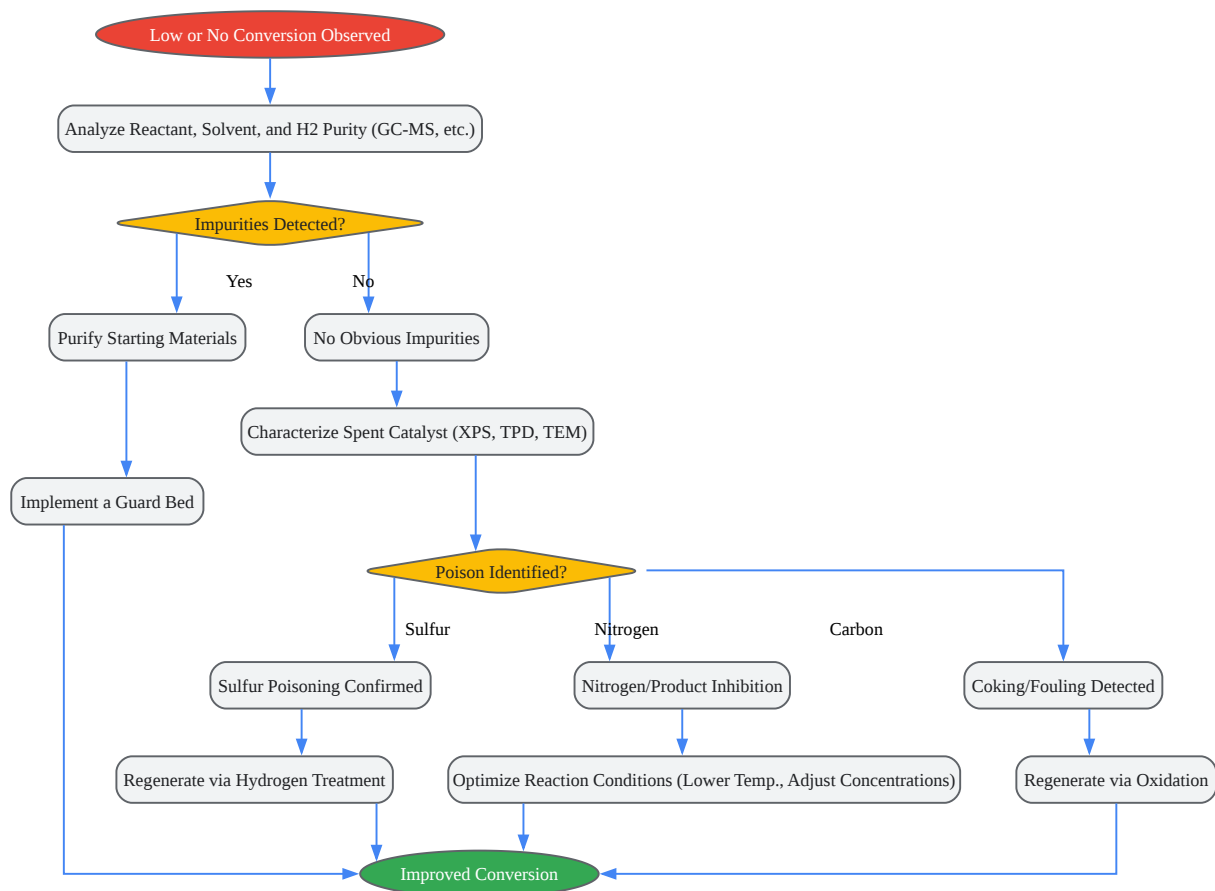 Low or No Conversion Observed
Analyze Reactant, Solvent, and H2 Purity (GC-MS, etc.)
Impurities Detected?
Yes
No
Purify Starting Materials
No Obvious Impurities
Characterize Spent Catalyst (XPS, TPD, TEM)
Implement a Guard Bed
Poison Identified?
Sulfur
Nitrogen
Carbon
Sulfur Poisoning Confirmed
Nitrogen/Product Inhibition
Coking/Fouling Detected
Regenerate via Hydrogen Treatment
Optimize Reaction Conditions (Lower Temp., Adjust Concentrations)
Regenerate via Oxidation
Improved Conversion